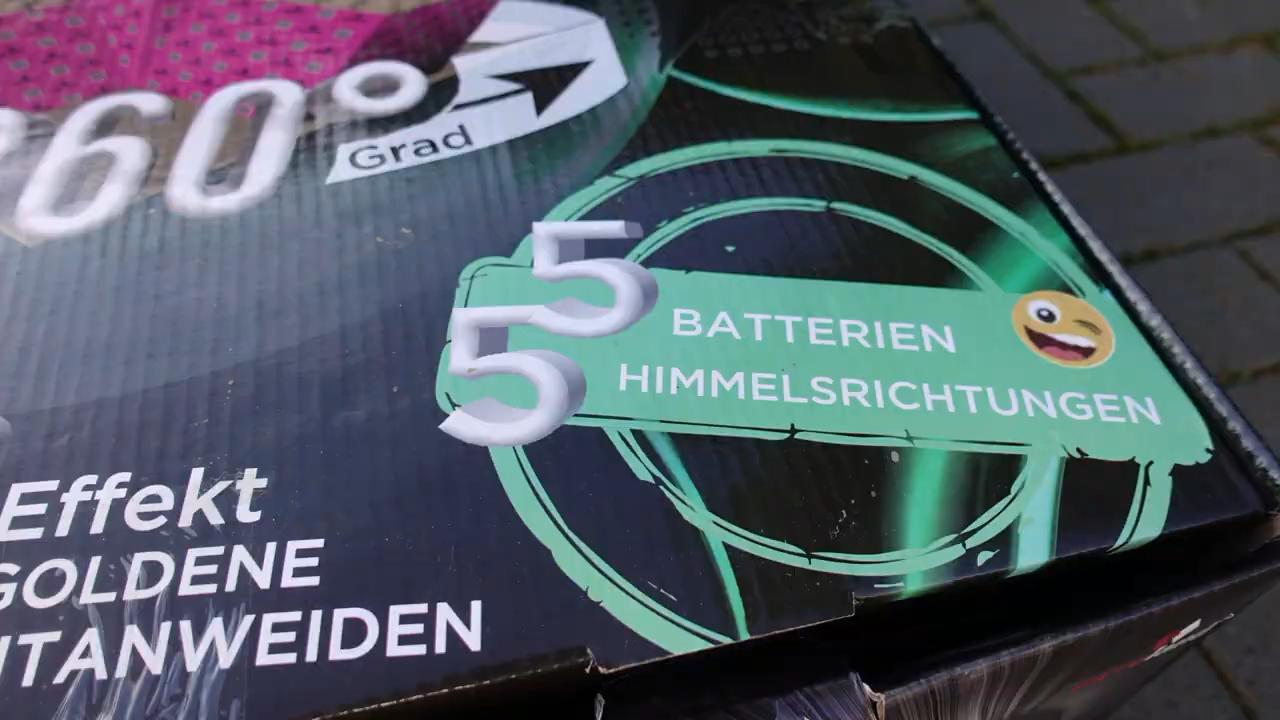 60°
Grad
5 BATTERIEN
5 HIMMELSRICHTUNGEN
Effekt
GOLDENE
ITANWEIDEN